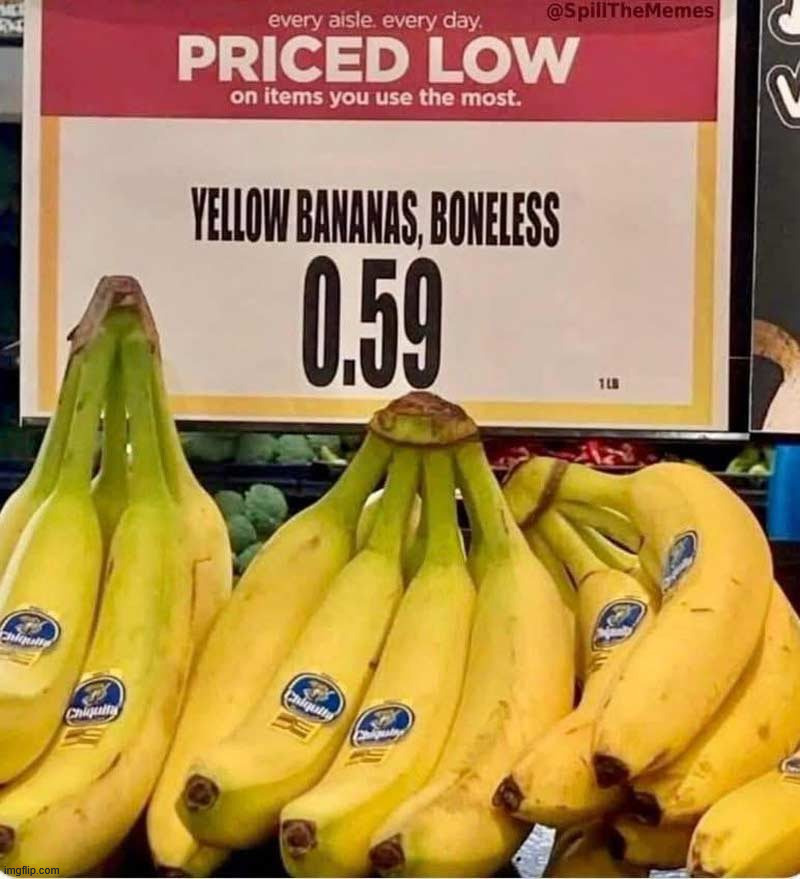 @SpillTheMemes
every aisle. every day.
PRICED LOW
on items you use the most.
YELLOW BANANAS, BONELESS
0.59
1 LB
Chiquita
Chiquita
Chiquita
Chiquita
Chiquita
imgflip.com